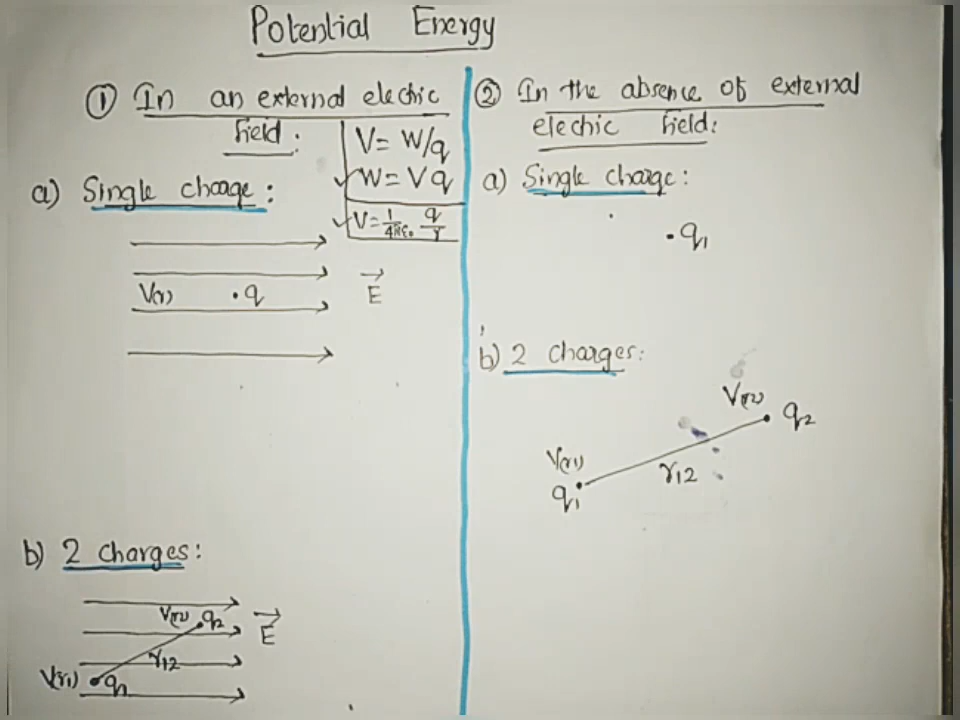 Potential Energy
① In an external electric
field:
V = W/q
W = Vq
V = 1/4πε₀ q/r
a) Single charge:
V(r) · q
→E
b) 2 charges:
V(r2) q2
→E
r12
V(r1) q1
② In the absence of external
electric field:
a) Single charge:
· q1
b) 2 charges:
V(r2) q2
V(r1)
r12
q1